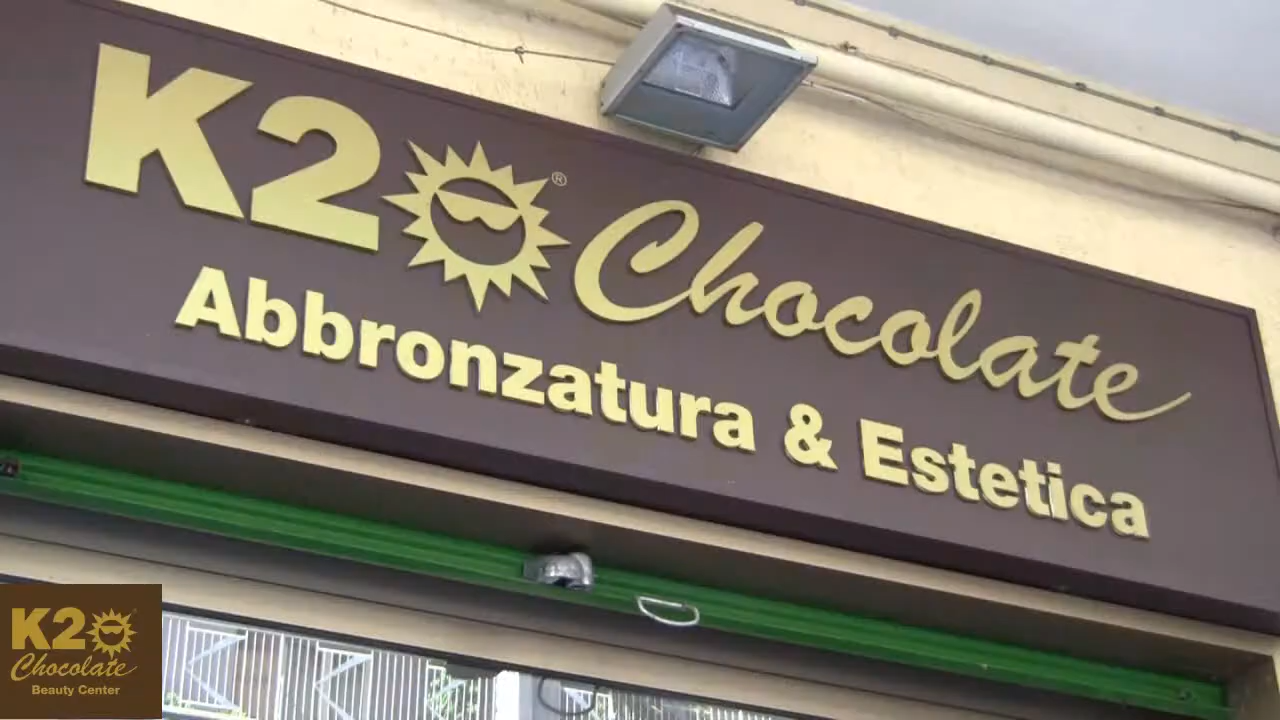 K2 ® Chocolate
Abbronzatura & Estetica
K2
Chocolate
Beauty Center